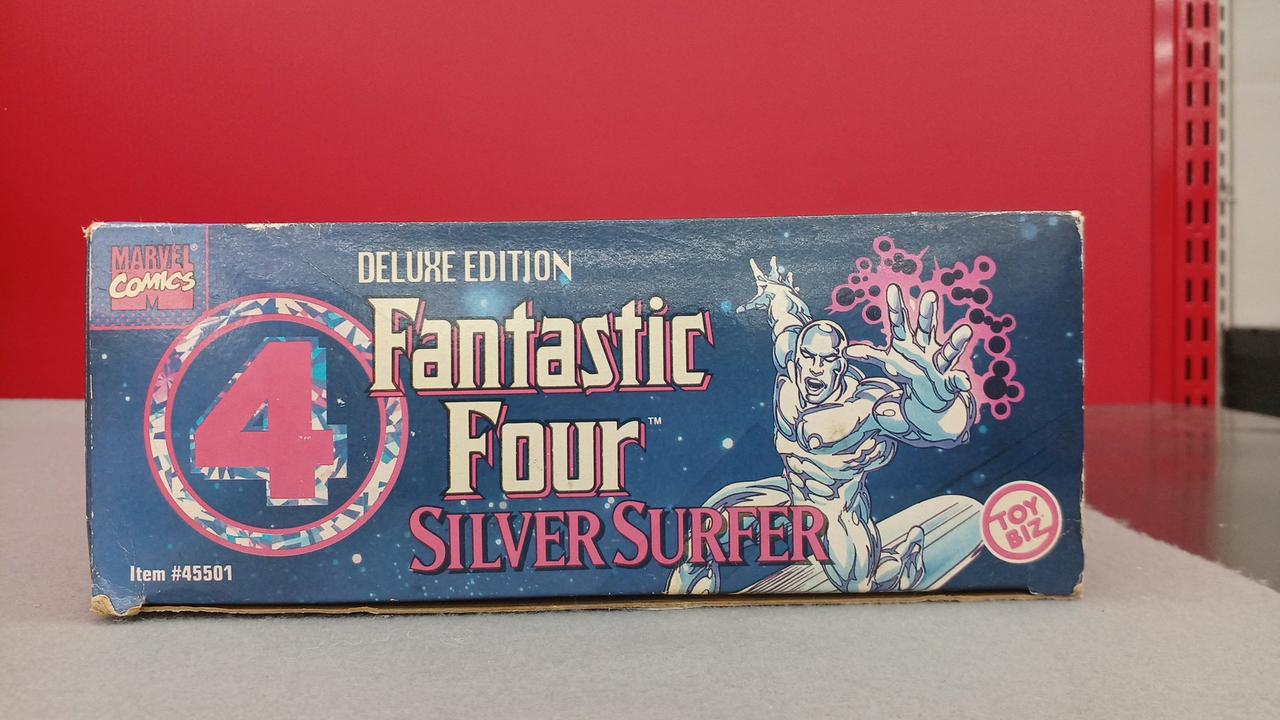 MARVEL®
COMICS
M
DELUXE EDITION
4
Fantastic
Four™
SILVER SURFER
TOY
BIZ
Item #45501